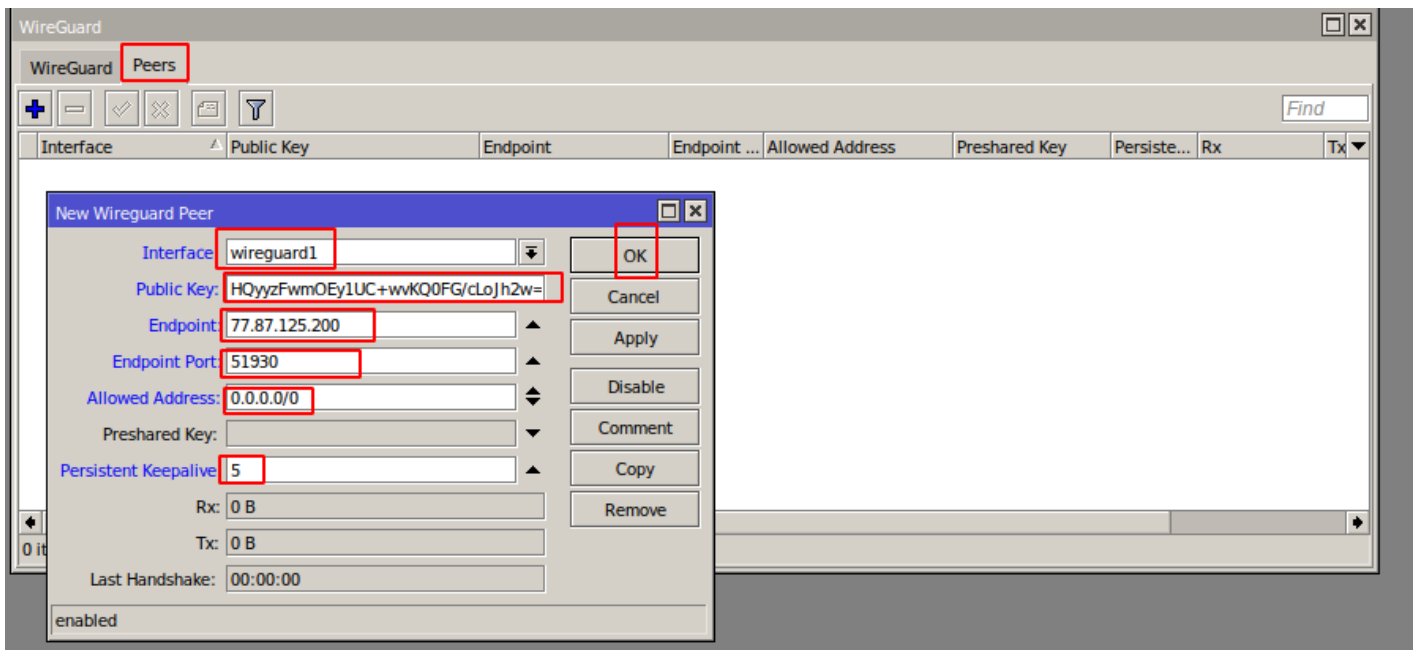 WireGuard
WireGuard Peers
Find
Interface Public Key Endpoint Endpoint ... Allowed Address Preshared Key Persiste... Rx Tx
New Wireguard Peer
Interface: wireguard1
OK
Public Key: HQyyzFwmOEy1UC+wvKQ0FG/cLoJh2w=
Cancel
Endpoint: 77.87.125.200
Apply
Endpoint Port: 51930
Disable
Allowed Address: 0.0.0.0/0
Comment
Preshared Key:
Copy
Persistent Keepalive 5
Remove
Rx: 0 B
0 it
Tx: 0 B
Last Handshake: 00:00:00
enabled